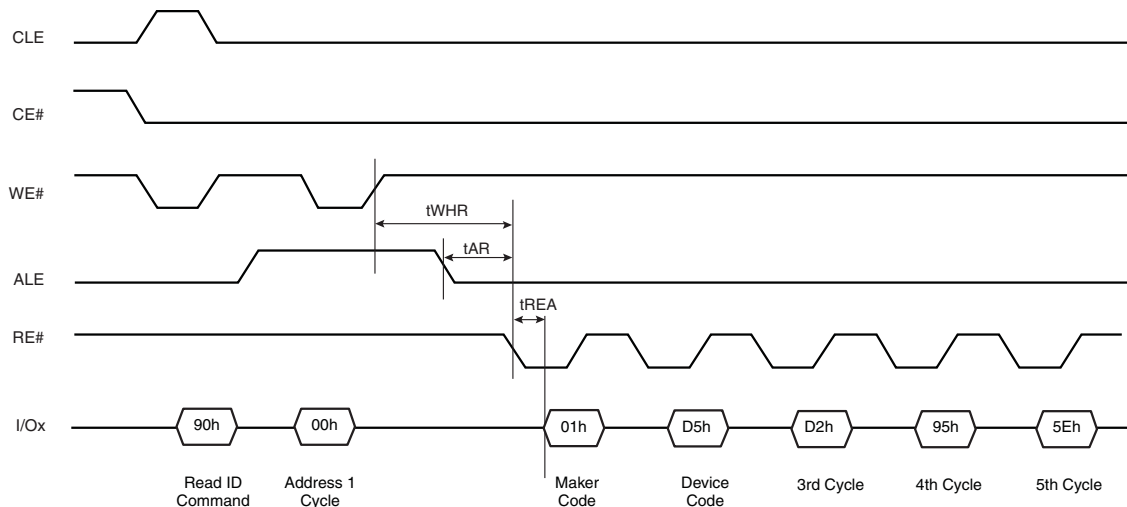 CLE
CE#
WE#
tWHR
tAR
ALE
tREA
RE#
I/Ox
90h
00h
01h
D5h
D2h
95h
5Eh
Read ID
Command
Address 1
Cycle
Maker
Code
Device
Code
3rd Cycle
4th Cycle
5th Cycle